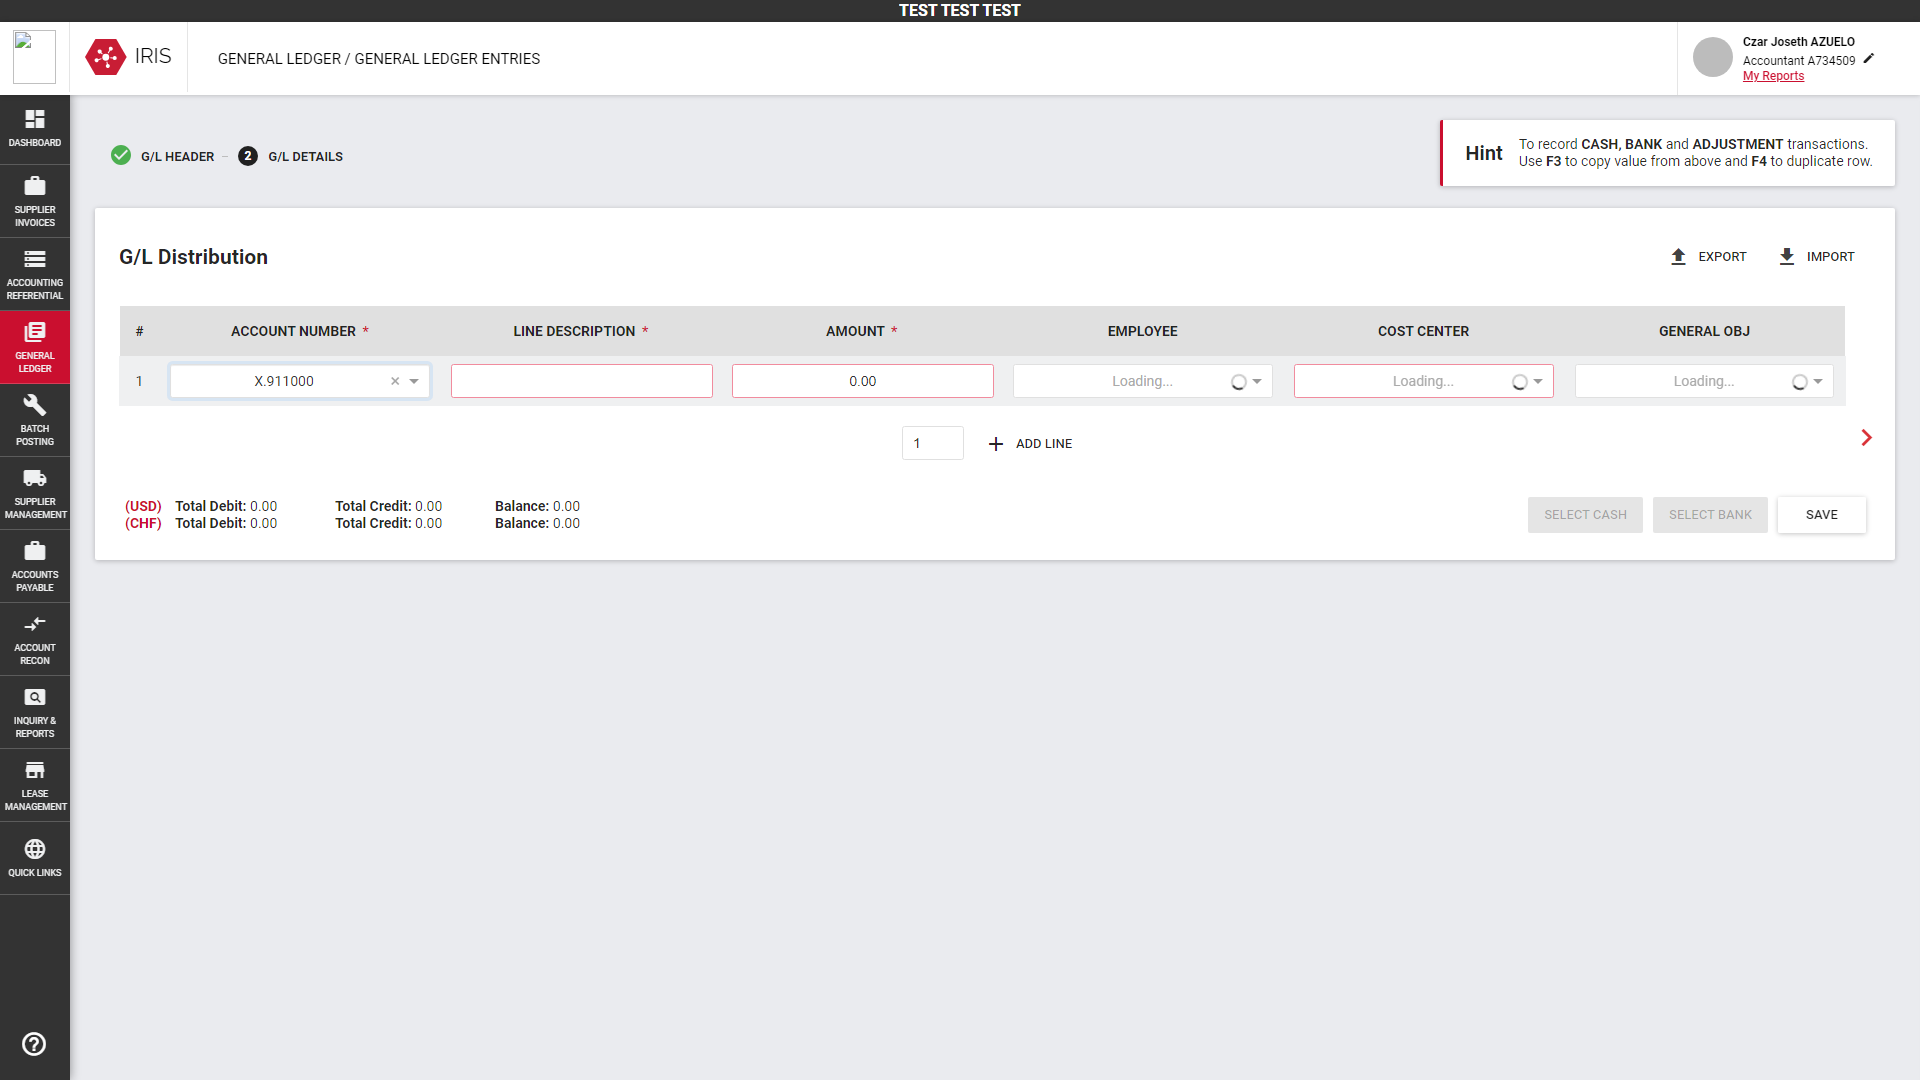 TEST TEST TEST
IRIS
GENERAL LEDGER / GENERAL LEDGER ENTRIES
Czar Joseth AZUELO
Accountant A734509
My Reports
DASHBOARD
SUPPLIER
INVOICES
ACCOUNTING
REFERENTIAL
GENERAL
LEDGER
BATCH
POSTING
SUPPLIER
MANAGEMENT
ACCOUNTS
PAYABLE
ACCOUNT
RECON
INQUIRY &
REPORTS
LEASE
MANAGEMENT
QUICK LINKS
G/L HEADER – 2 G/L DETAILS
Hint
To record CASH, BANK and ADJUSTMENT transactions.
Use F3 to copy value from above and F4 to duplicate row.
G/L Distribution
EXPORT IMPORT
# ACCOUNT NUMBER * LINE DESCRIPTION * AMOUNT * EMPLOYEE COST CENTER GENERAL OBJ
1 X.911000 × 0.00 Loading... Loading... Loading...
1 + ADD LINE
(USD) Total Debit: 0.00 Total Credit: 0.00 Balance: 0.00
(CHF) Total Debit: 0.00 Total Credit: 0.00 Balance: 0.00
SELECT CASH SELECT BANK SAVE